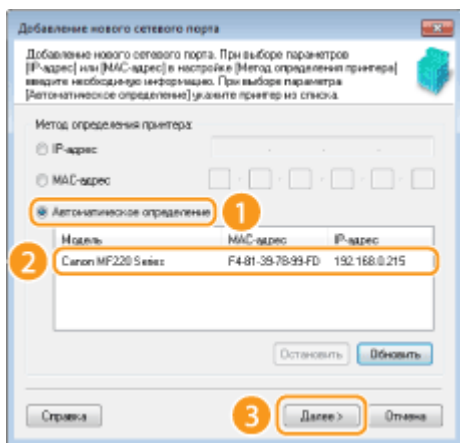 Добавление нового сетевого порта
Добавление нового сетевого порта. При выборе параметров
[IP-адрес] или [MAC-адрес] в настройке [Метод определения принтера]
введите необходимую информацию. При выборе параметра
[Автоматическое определение] укажите принтер из списка.
Метод определения принтера:
IP-адрес
MAC-адрес
Автоматическое определение 1
Модель MAC-адрес IP-адрес
2 Canon MF220 Series F4-81-39-78-99-FD 192.168.0.215
Остановить Обновить
Справка 3 Далее > Отмена